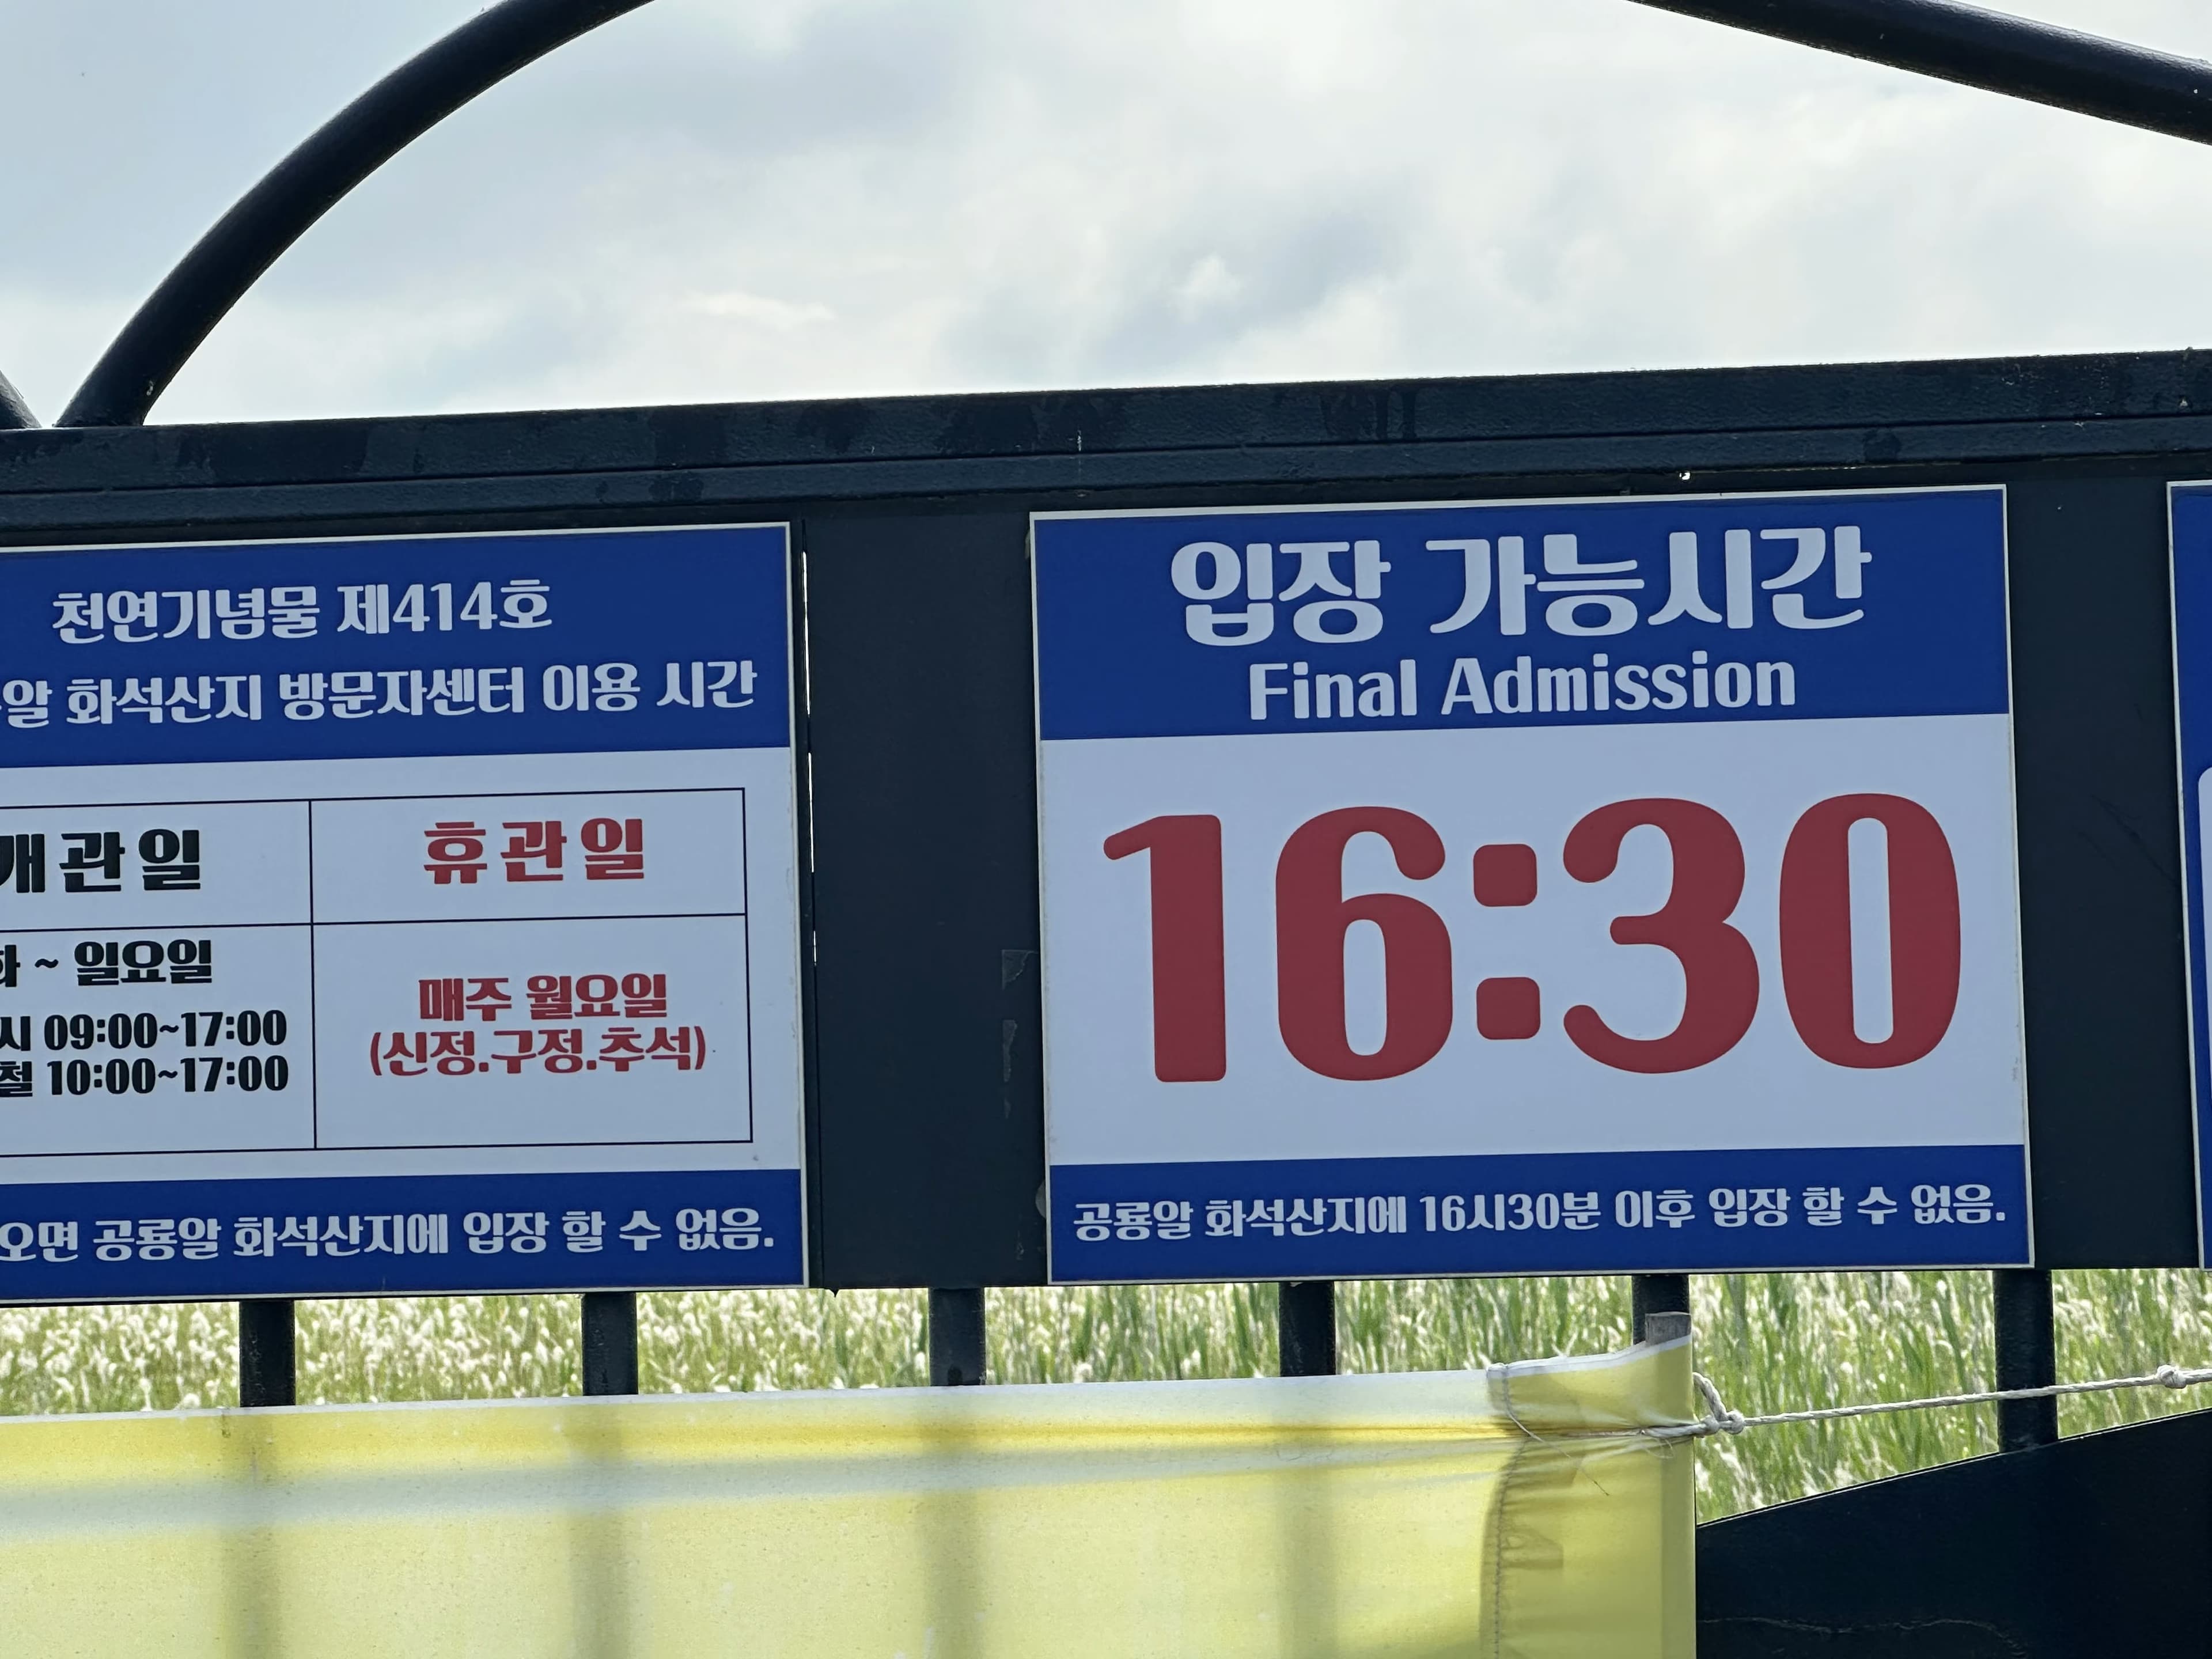 천연기념물 제414호
알 화석산지 방문자센터 이용 시간
개관일
휴관일
~ 일요일
시 09:00~17:00
철 10:00~17:00
매주 월요일
(신정.구정.추석)
오면 공룡알 화석산지에 입장 할 수 없음.
입장 가능시간
Final Admission
16:30
공룡알 화석산지에 16시30분 이후 입장 할 수 없음.